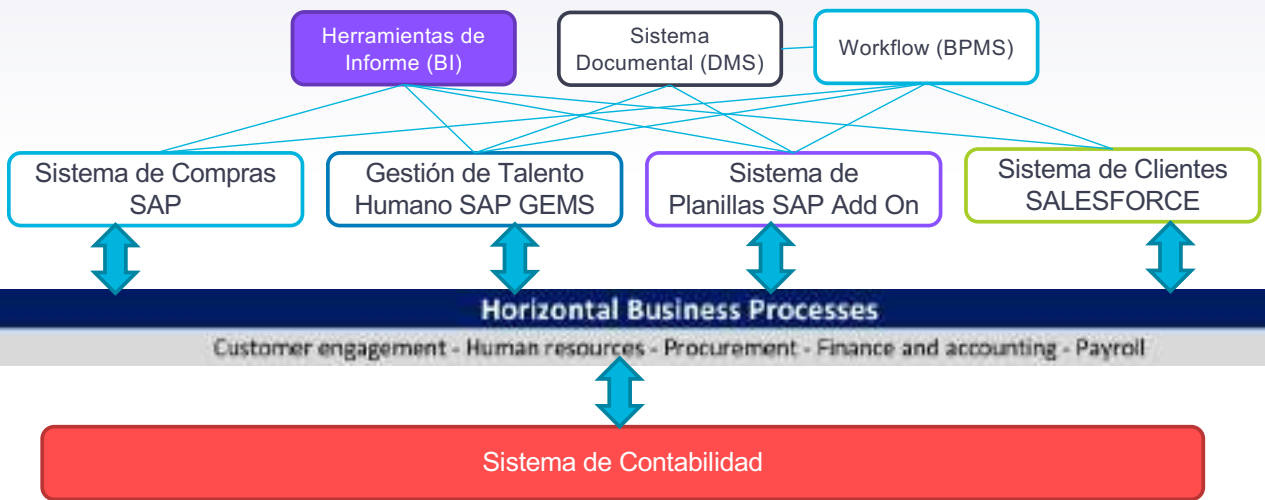 Herramientas de
Informe (BI)
Sistema
Documental (DMS)
Workflow (BPMS)
Sistema de Compras
SAP
Gestión de Talento
Humano SAP GEMS
Sistema de
Planillas SAP Add On
Sistema de Clientes
SALESFORCE
Horizontal Business Processes
Customer engagement - Human resources - Procurement - Finance and accounting - Payroll
Sistema de Contabilidad